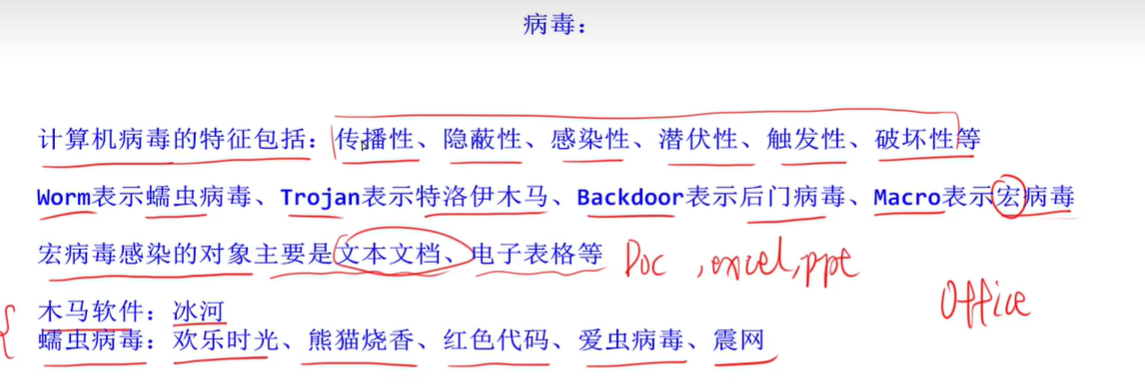 病毒：
计算机病毒的特征包括：传播性、隐蔽性、感染性、潜伏性、触发性、破坏性等
Worm表示蠕虫病毒、Trojan表示特洛伊木马、Backdoor表示后门病毒、Macro表示宏病毒
宏病毒感染的对象主要是文本文档、电子表格等 Doc ,excel,ppt
Office
木马软件：冰河
蠕虫病毒：欢乐时光、熊猫烧香、红色代码、爱虫病毒、震网